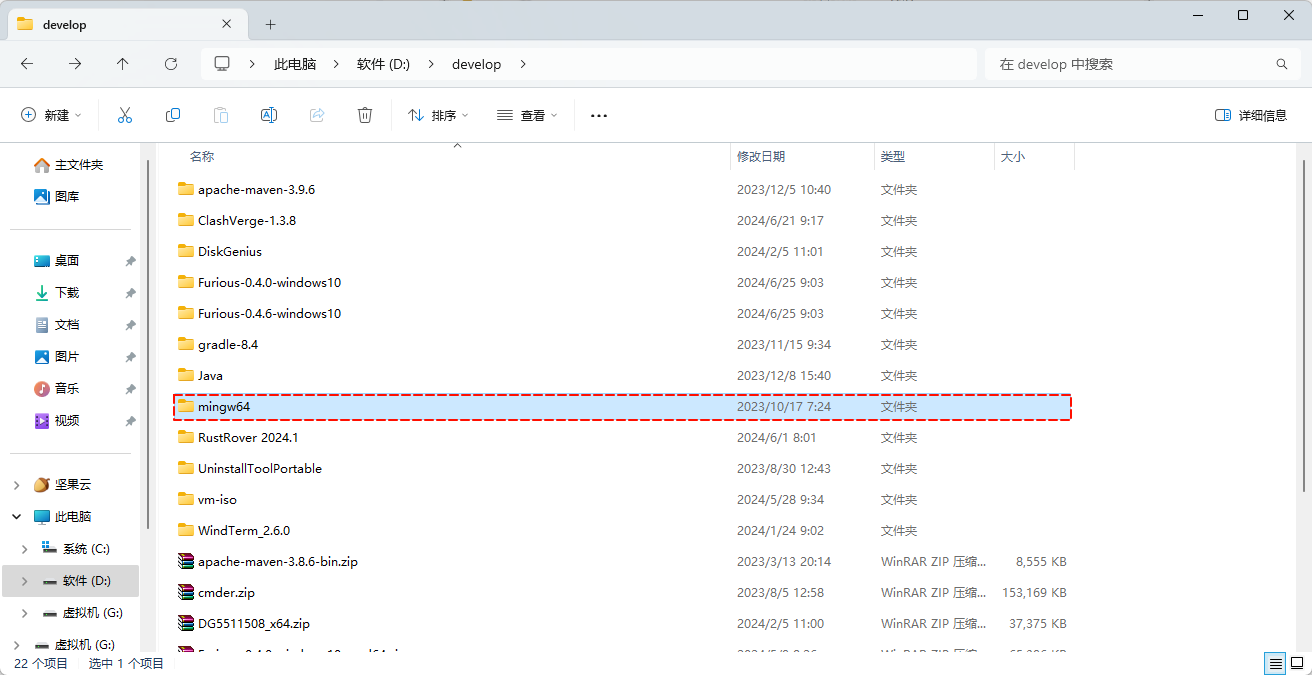 develop
此电脑 软件 (D:) develop
在 develop 中搜索
新建 排序 查看 详细信息
主文件夹
图库
桌面
下载
文档
图片
音乐
视频
坚果云
此电脑
系统 (C:)
软件 (D:)
虚拟机 (G:)
虚拟机 (G:)
名称 修改日期 类型 大小
apache-maven-3.9.6 2023/12/5 10:40 文件夹
ClashVerge-1.3.8 2024/6/21 9:17 文件夹
DiskGenius 2024/2/5 11:01 文件夹
Furious-0.4.0-windows10 2024/6/25 9:03 文件夹
Furious-0.4.6-windows10 2024/6/25 9:03 文件夹
gradle-8.4 2023/11/15 9:34 文件夹
Java 2023/12/8 15:40 文件夹
mingw64 2023/10/17 7:24 文件夹
RustRover 2024.1 2024/6/1 8:01 文件夹
UninstallToolPortable 2023/8/30 12:43 文件夹
vm-iso 2024/5/28 9:34 文件夹
WindTerm_2.6.0 2024/1/24 9:02 文件夹
apache-maven-3.8.6-bin.zip 2023/3/13 20:14 WinRAR ZIP 压缩... 8,555 KB
cmder.zip 2023/8/5 12:58 WinRAR ZIP 压缩... 153,169 KB
DG5511508_x64.zip 2024/2/5 11:00 WinRAR ZIP 压缩... 37,375 KB
22 个项目 选中 1 个项目